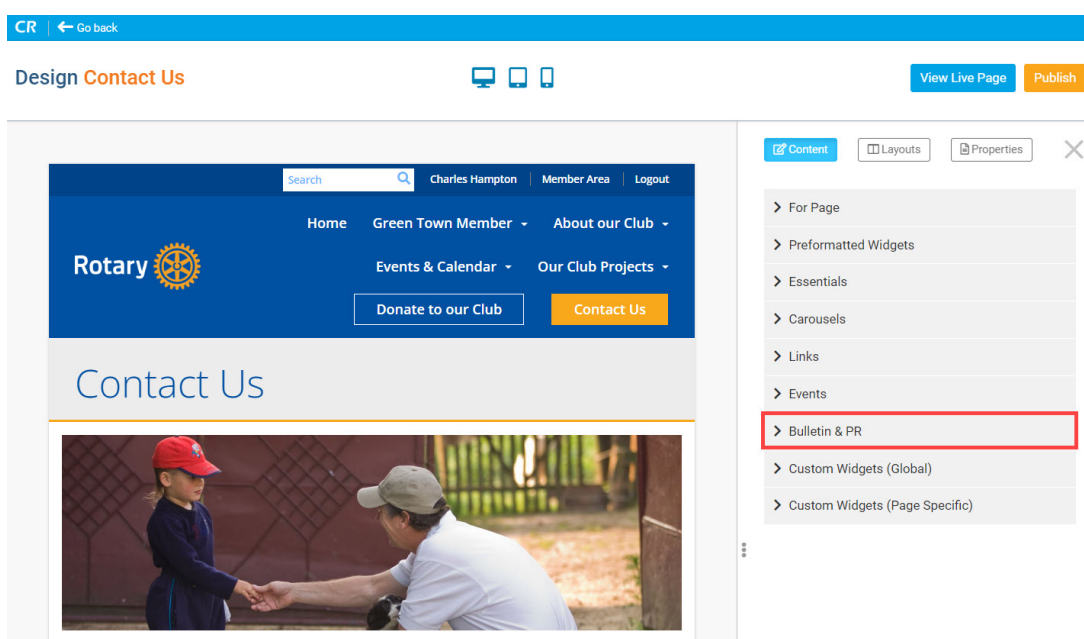 CR Go back
Design Contact Us
View Live Page Publish
Content Layouts Properties
Search Charles Hampton Member Area Logout
Home Green Town Member About our Club
Rotary
Events & Calendar Our Club Projects
Donate to our Club Contact Us
Contact Us
For Page
Preformatted Widgets
Essentials
Carousels
Links
Events
Bulletin & PR
Custom Widgets (Global)
Custom Widgets (Page Specific)